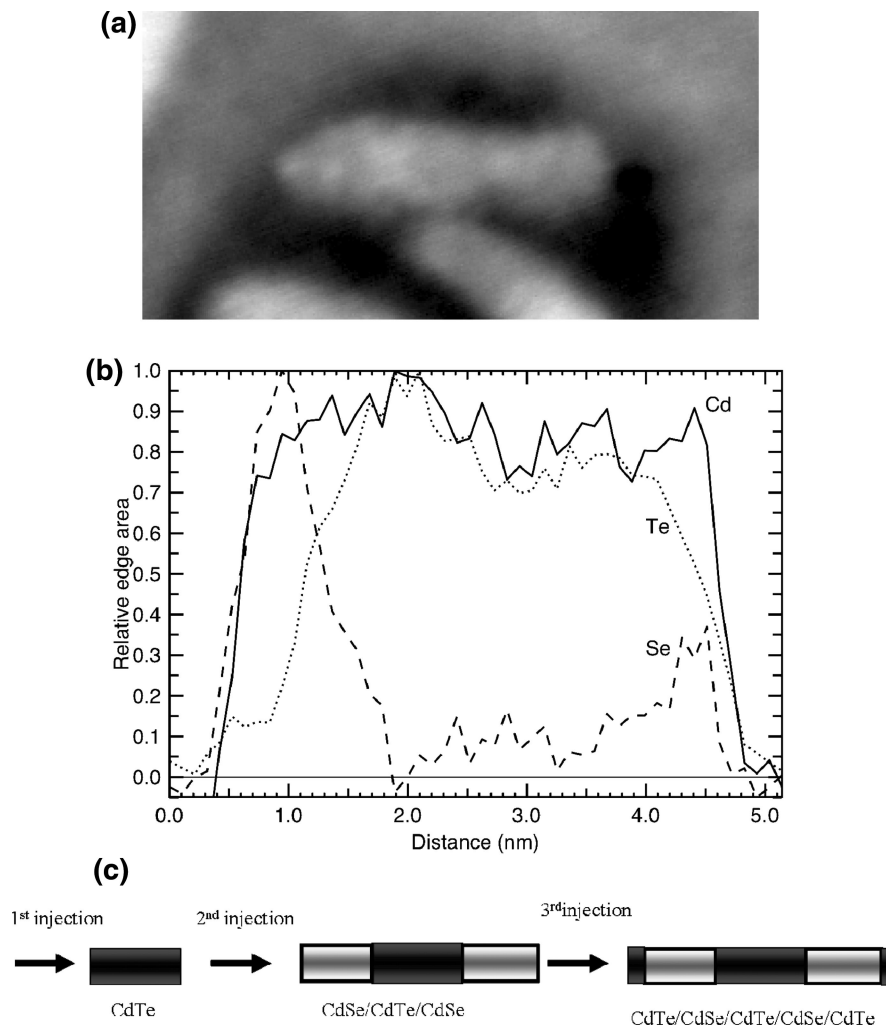 (a)
(b)
1.0
0.9
0.8
0.7
0.6
0.5
0.4
0.3
0.2
0.1
0.0
Relative edge area
Cd
Te
Se
0.0 1.0 2.0 3.0 4.0 5.0
Distance (nm)
(c)
1st injection
2nd injection
3rdinjection
CdTe
CdSe/CdTe/CdSe
CdTe/CdSe/CdTe/CdSe/CdTe